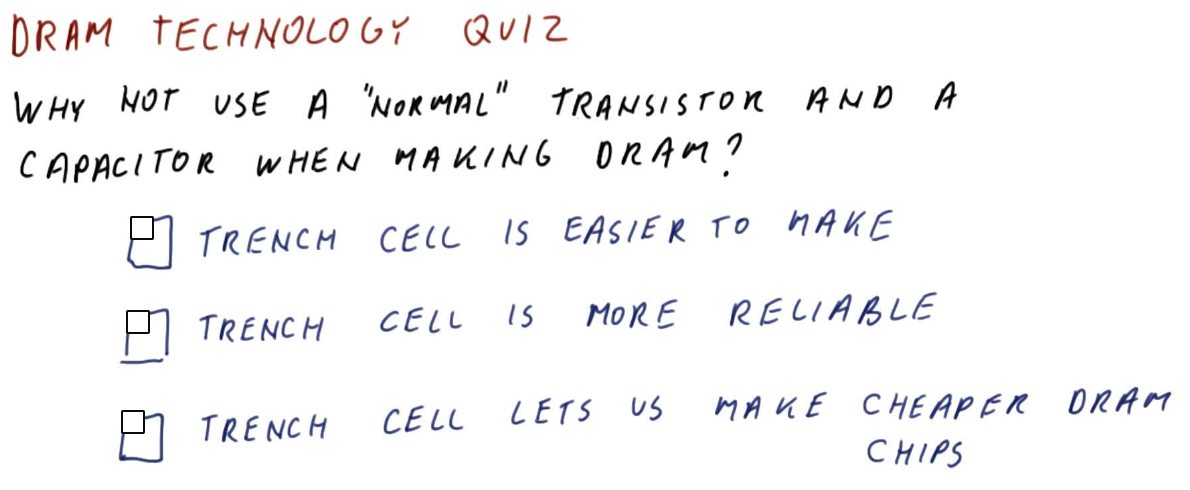 DRAM TECHNOLOGY QUIZ
WHY NOT USE A "NORMAL" TRANSISTOR AND A
CAPACITOR WHEN MAKING DRAM?
TRENCH CELL IS EASIER TO MAKE
TRENCH CELL IS MORE RELIABLE
TRENCH CELL LETS US MAKE CHEAPER DRAM
CHIPS